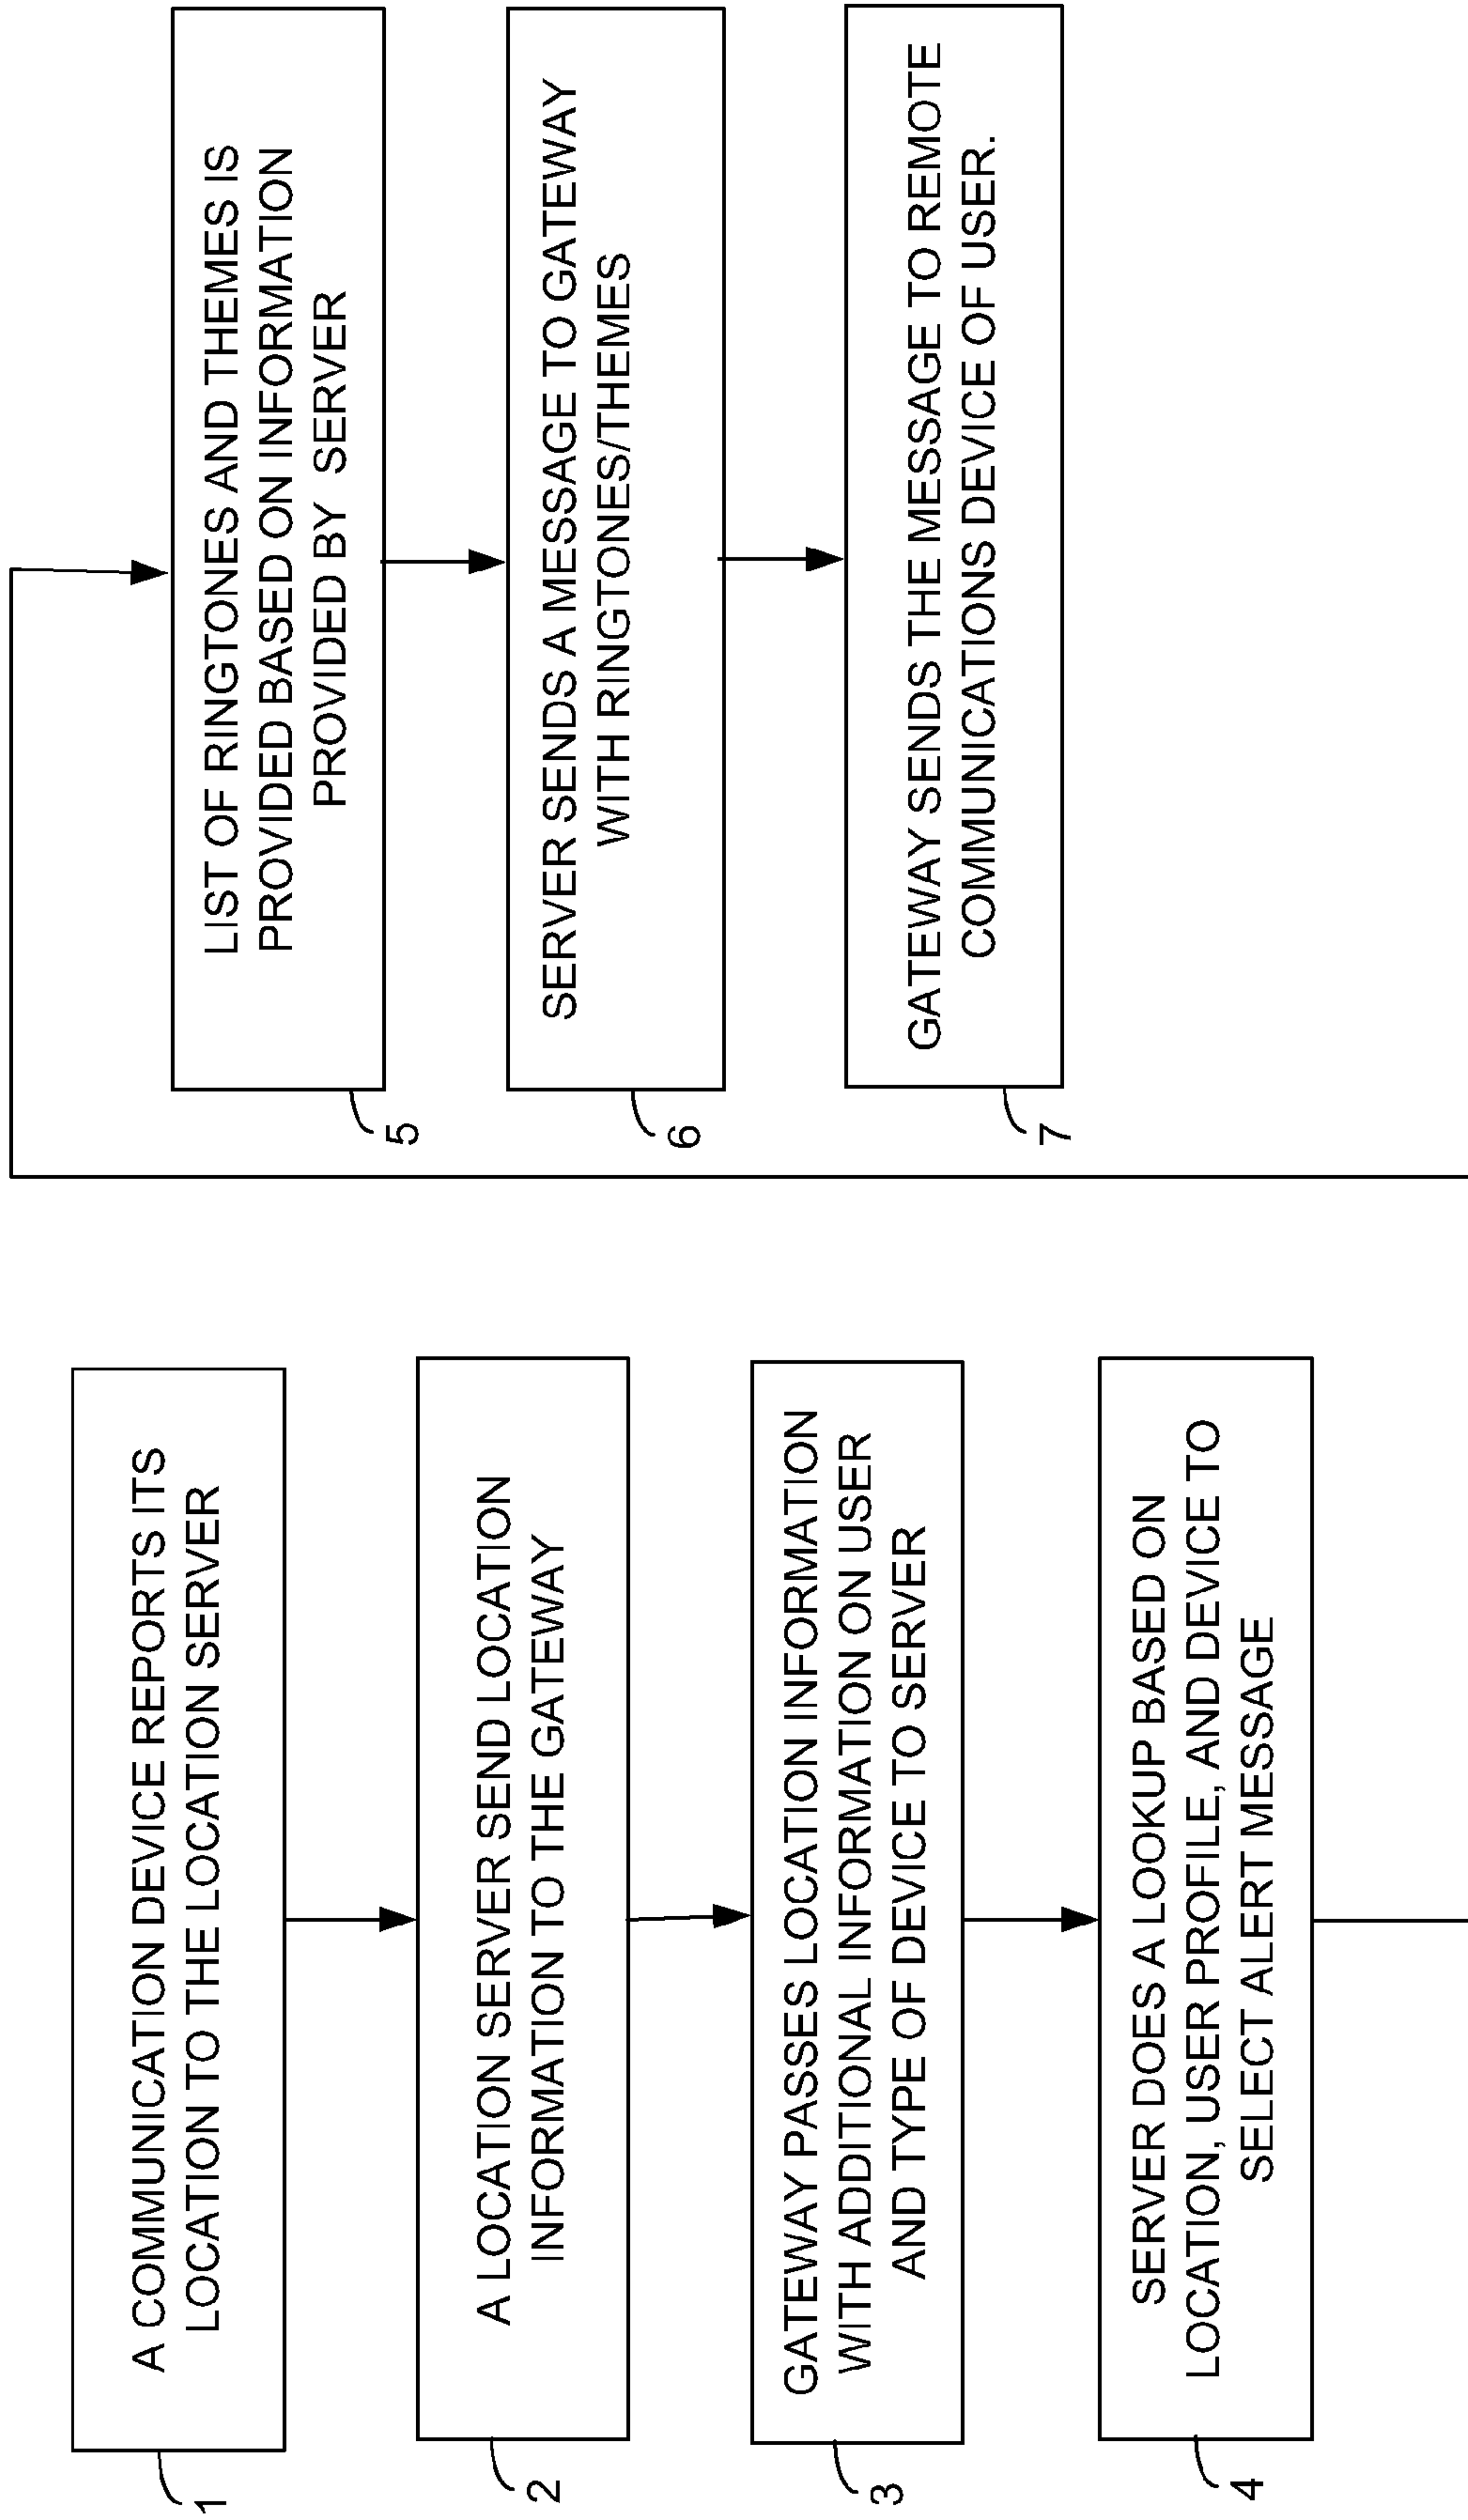 A COMMUNICATION DEVICE REPORTS ITS
LOCATION TO THE LOCATION SERVER
1
A LOCATION SERVER SEND LOCATION
INFORMATION TO THE GATEWAY
2
GATEWAY PASSES LOCATION INFORMATION
WITH ADDITIONAL INFORMATION ON USER
AND TYPE OF DEVICE TO SERVER
3
SERVER DOES A LOOKUP BASED ON
LOCATION, USER PROFILE, AND DEVICE TO
SELECT ALERT MESSAGE
4
LIST OF RINGTONES AND THEMES IS
PROVIDED BASED ON INFORMATION
PROVIDED BY SERVER
5
SERVER SENDS A MESSAGE TO GATEWAY
WITH RINGTONES/THEMES
6
GATEWAY SENDS THE MESSAGE TO REMOTE
COMMUNICATIONS DEVICE OF USER.
7